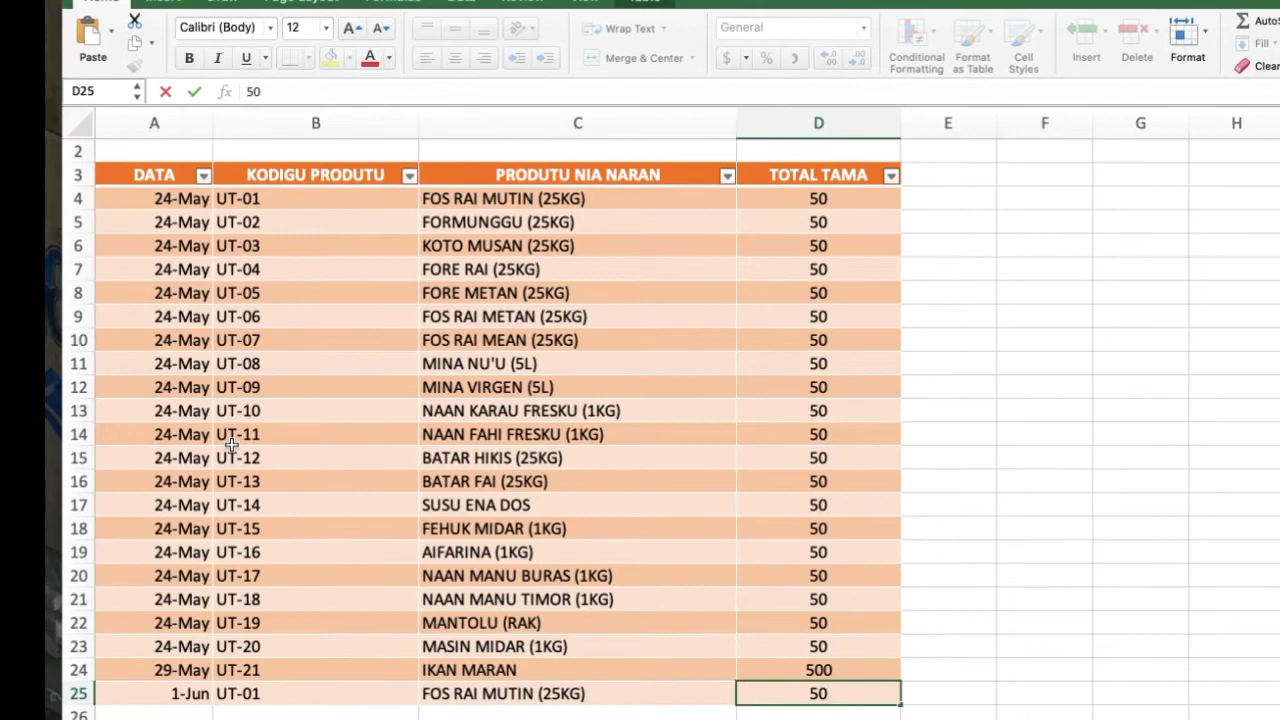 Home Insert Draw Page Layout Formulas Data Review View Table
Calibri (Body) 12 Wrap Text General
Paste Merge & Center Conditional Formatting Format as Table Cell Styles Insert Delete Format Fill
D25 fx 50
A B C D E F G H
2
3 DATA KODIGU PRODUTU PRODUTU NIA NARAN TOTAL TAMA
4 24-May UT-01 FOS RAI MUTIN (25KG) 50
5 24-May UT-02 FORMUNGGU (25KG) 50
6 24-May UT-03 KOTO MUSAN (25KG) 50
7 24-May UT-04 FORE RAI (25KG) 50
8 24-May UT-05 FORE METAN (25KG) 50
9 24-May UT-06 FOS RAI METAN (25KG) 50
10 24-May UT-07 FOS RAI MEAN (25KG) 50
11 24-May UT-08 MINA NU'U (5L) 50
12 24-May UT-09 MINA VIRGEN (5L) 50
13 24-May UT-10 NAAN KARAU FRESKU (1KG) 50
14 24-May UT-11 NAAN FAHI FRESKU (1KG) 50
15 24-May UT-12 BATAR HIKIS (25KG) 50
16 24-May UT-13 BATAR FAI (25KG) 50
17 24-May UT-14 SUSU ENA DOS 50
18 24-May UT-15 FEHUK MIDAR (1KG) 50
19 24-May UT-16 AIFARINA (1KG) 50
20 24-May UT-17 NAAN MANU BURAS (1KG) 50
21 24-May UT-18 NAAN MANU TIMOR (1KG) 50
22 24-May UT-19 MANTOLU (RAK) 50
23 24-May UT-20 MASIN MIDAR (1KG) 50
24 29-May UT-21 IKAN MARAN 500
25 1-Jun UT-01 FOS RAI MUTIN (25KG) 50
26